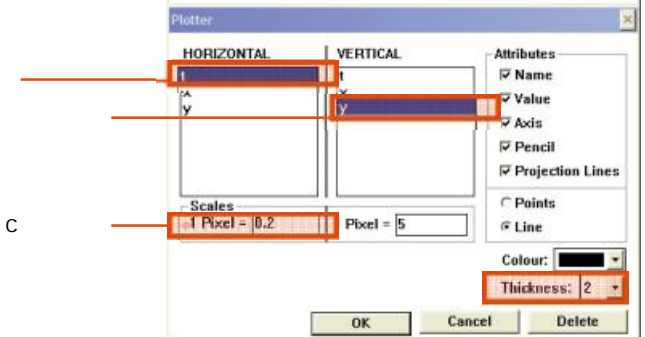 Plotter
HORIZONTAL
VERTICAL
Attributes
t
x
y
t
x
y
Name
Value
Axis
Pencil
Projection Lines
Scales
1 Pixel = 0.2
Pixel = 5
Points
Line
C
Colour:
Thickness: 2
OK
Cancel
Delete